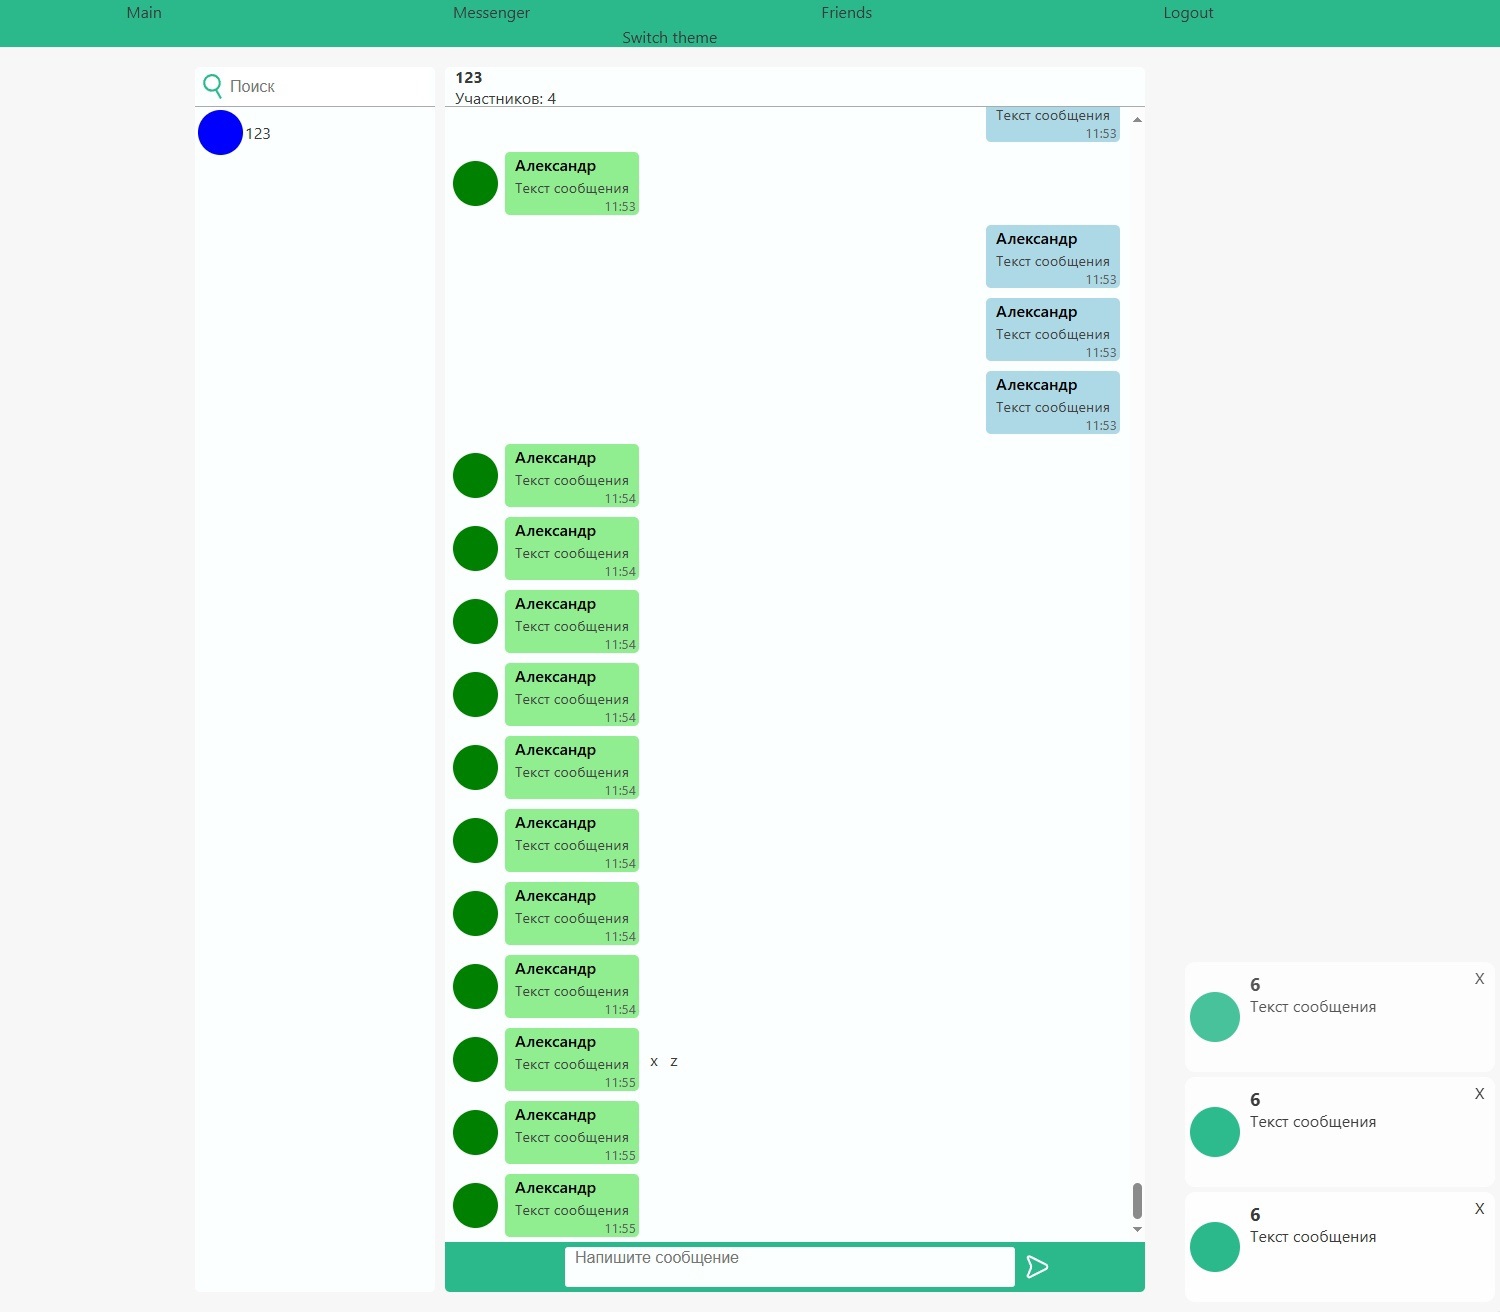 Main Messenger Friends Logout
Switch theme
Поиск
123
123
Участников: 4
Текст сообщения
11:53
Александр
Текст сообщения
11:53
Александр
Текст сообщения
11:53
Александр
Текст сообщения
11:53
Александр
Текст сообщения
11:53
Александр
Текст сообщения
11:54
Александр
Текст сообщения
11:54
Александр
Текст сообщения
11:54
Александр
Текст сообщения
11:54
Александр
Текст сообщения
11:54
Александр
Текст сообщения
11:54
Александр
Текст сообщения
11:54
Александр
Текст сообщения
11:54
Александр
Текст сообщения
11:55
x z
Александр
Текст сообщения
11:55
Александр
Текст сообщения
11:55
Напишите сообщение
6 X
Текст сообщения
6 X
Текст сообщения
6 X
Текст сообщения